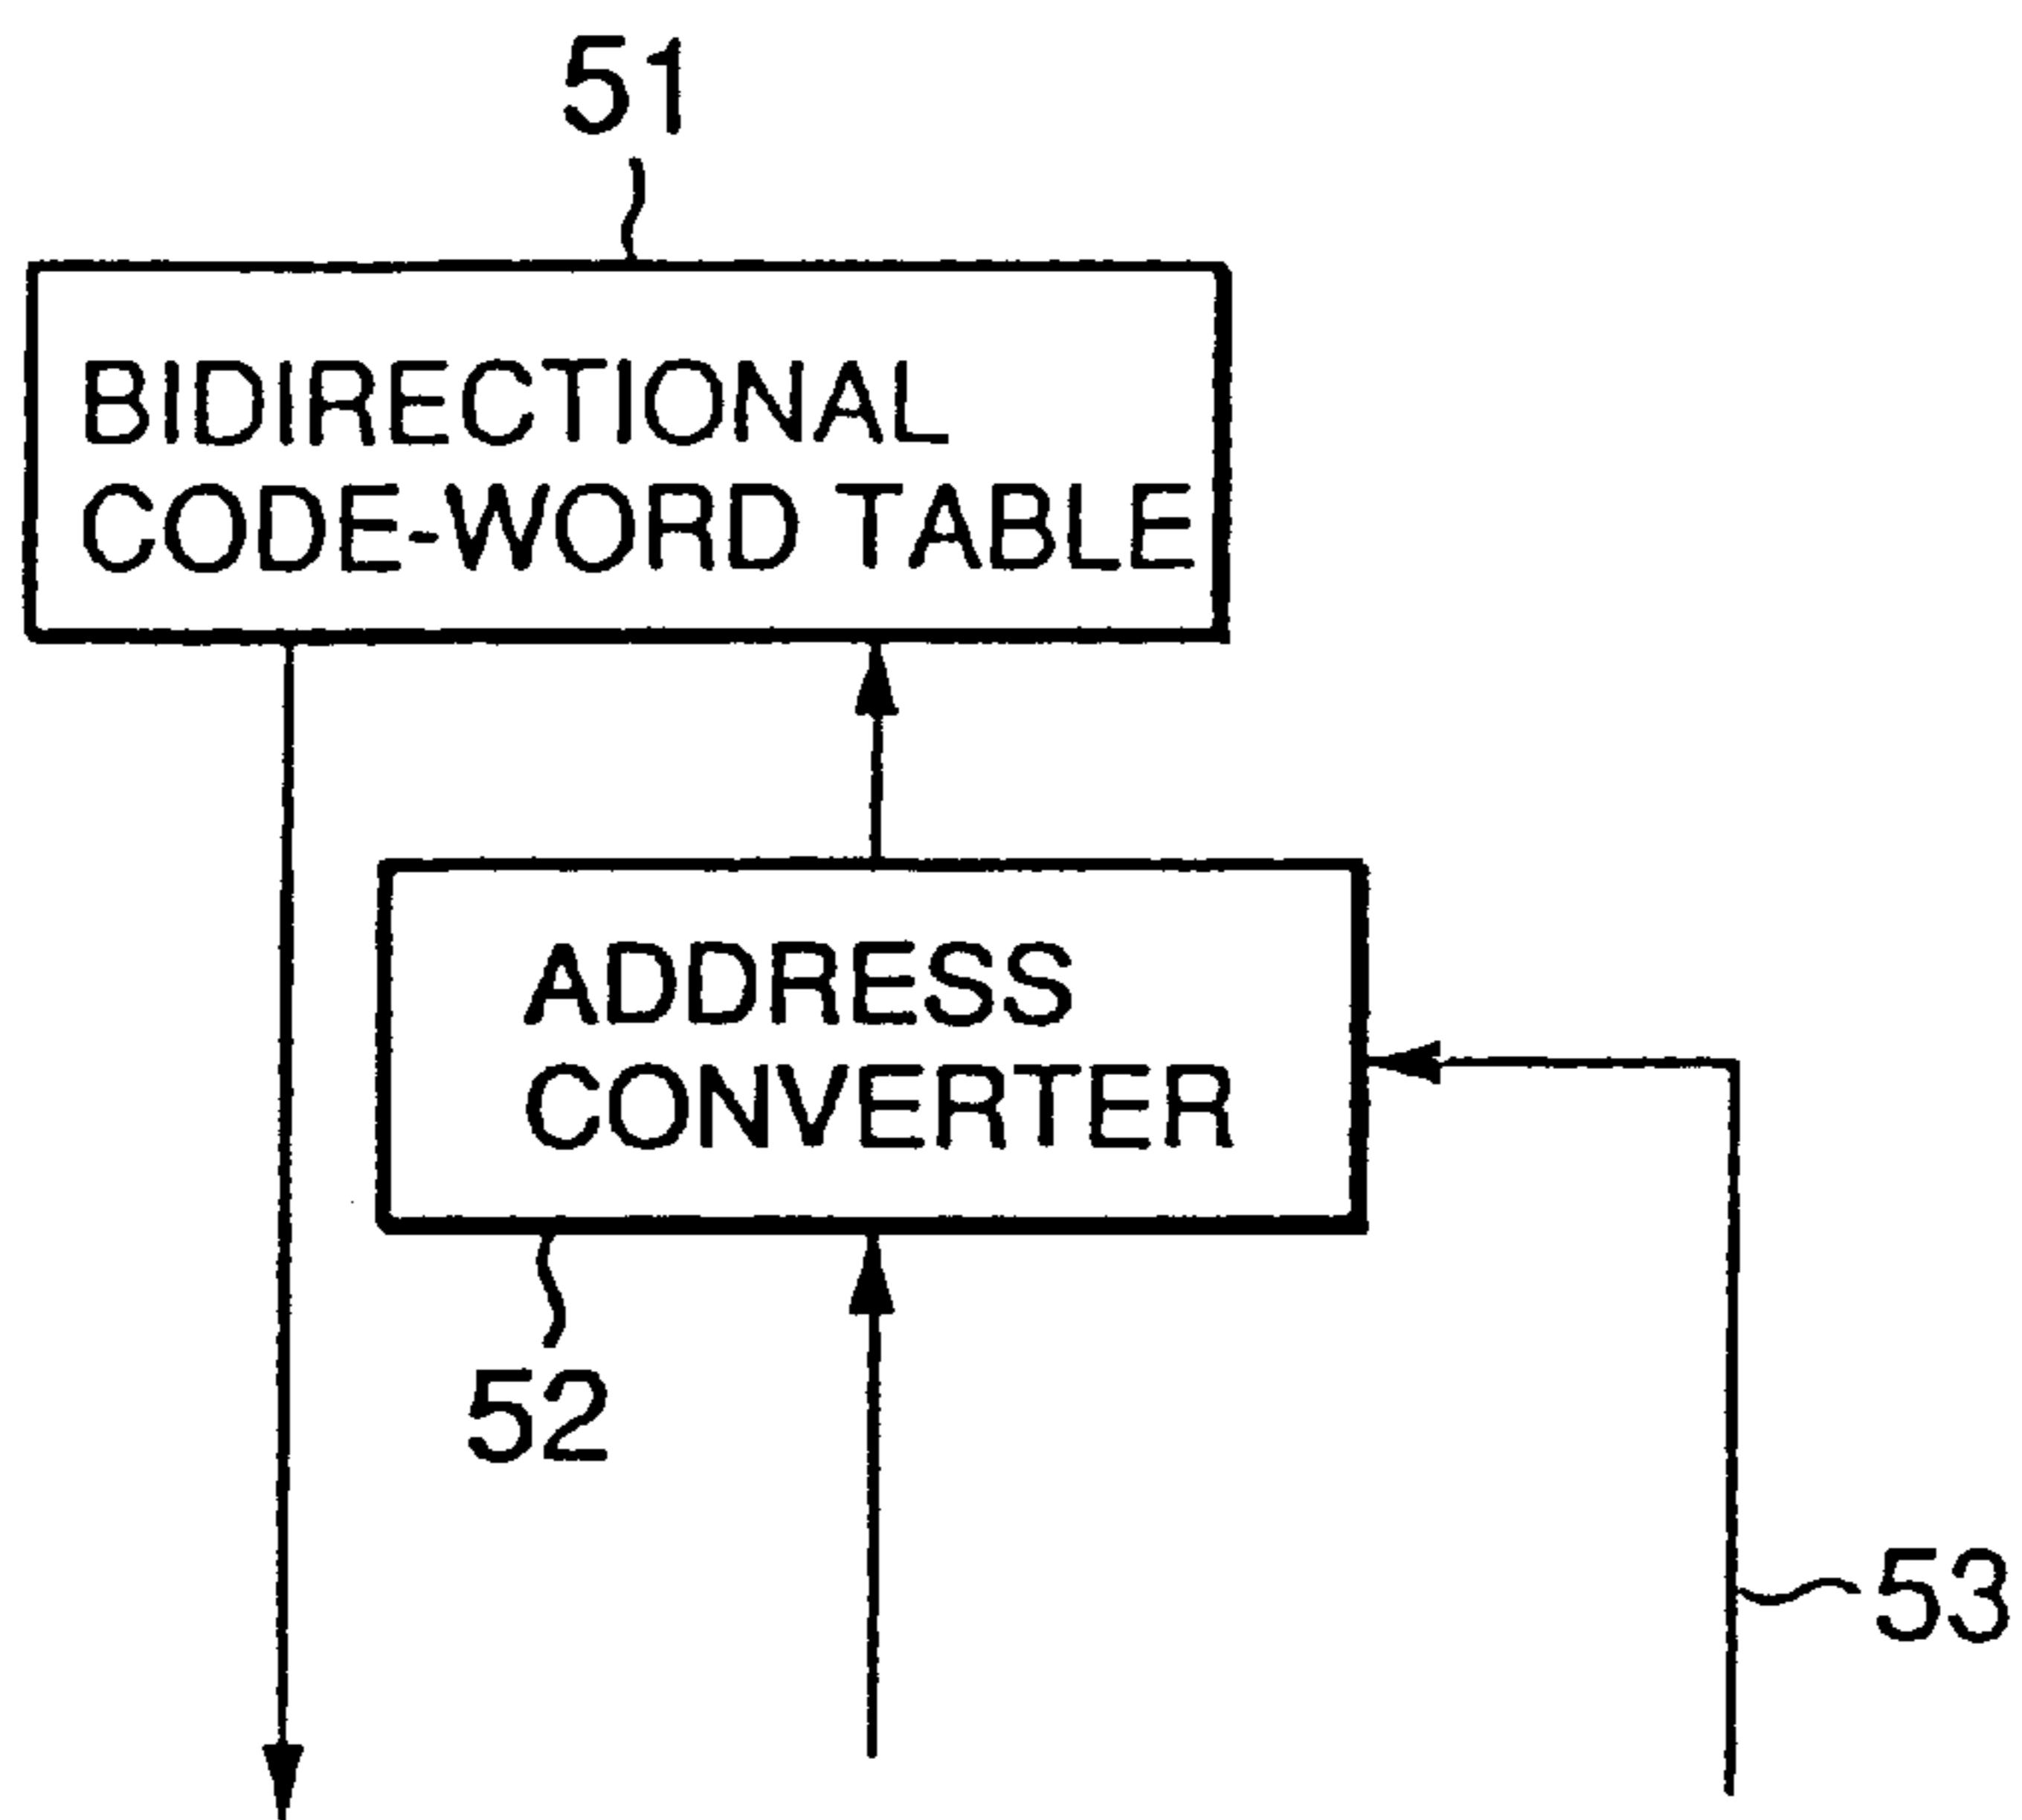 51
BIDIRECTIONAL
CODE-WORD TABLE
ADDRESS
CONVERTER
52
53